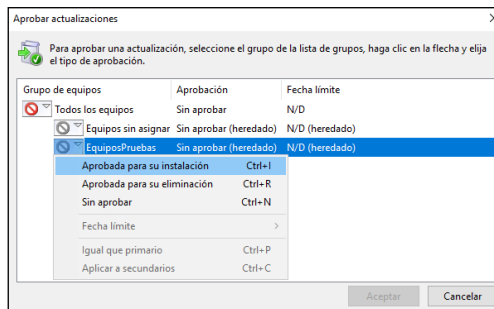 Aprobar actualizaciones
Para aprobar una actualización, seleccione el grupo de la lista de grupos, haga clic en la flecha y elija
el tipo de aprobación.
Grupo de equipos Aprobación Fecha límite
Todos los equipos Sin aprobar N/D
Equipos sin asignar Sin aprobar (heredado) N/D (heredado)
EquiposPruebas Sin aprobar (heredado) N/D (heredado)
Aprobada para su instalación Ctrl+I
Aprobada para su eliminación Ctrl+R
Sin aprobar Ctrl+N
Fecha límite
Igual que primario Ctrl+P
Aplicar a secundarios Ctrl+C
Aceptar Cancelar